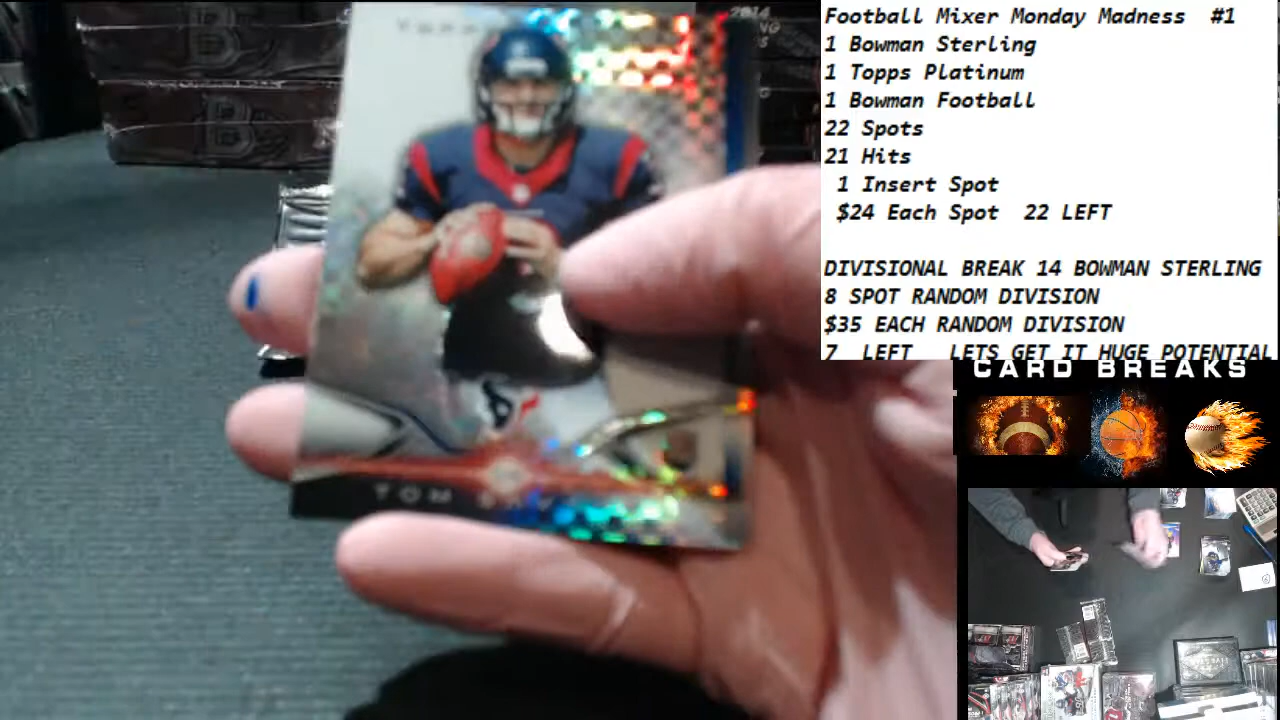 Football Mixer Monday Madness #1
1 Bowman Sterling
1 Topps Platinum
1 Bowman Football
22 Spots
21 Hits
1 Insert Spot
$24 Each Spot 22 LEFT
DIVISIONAL BREAK 14 BOWMAN STERLING
8 SPOT RANDOM DIVISION
$35 EACH RANDOM DIVISION
7 LEFT LETS GET IT HUGE POTENTIAL
CARD BREAKS
2014
TOM